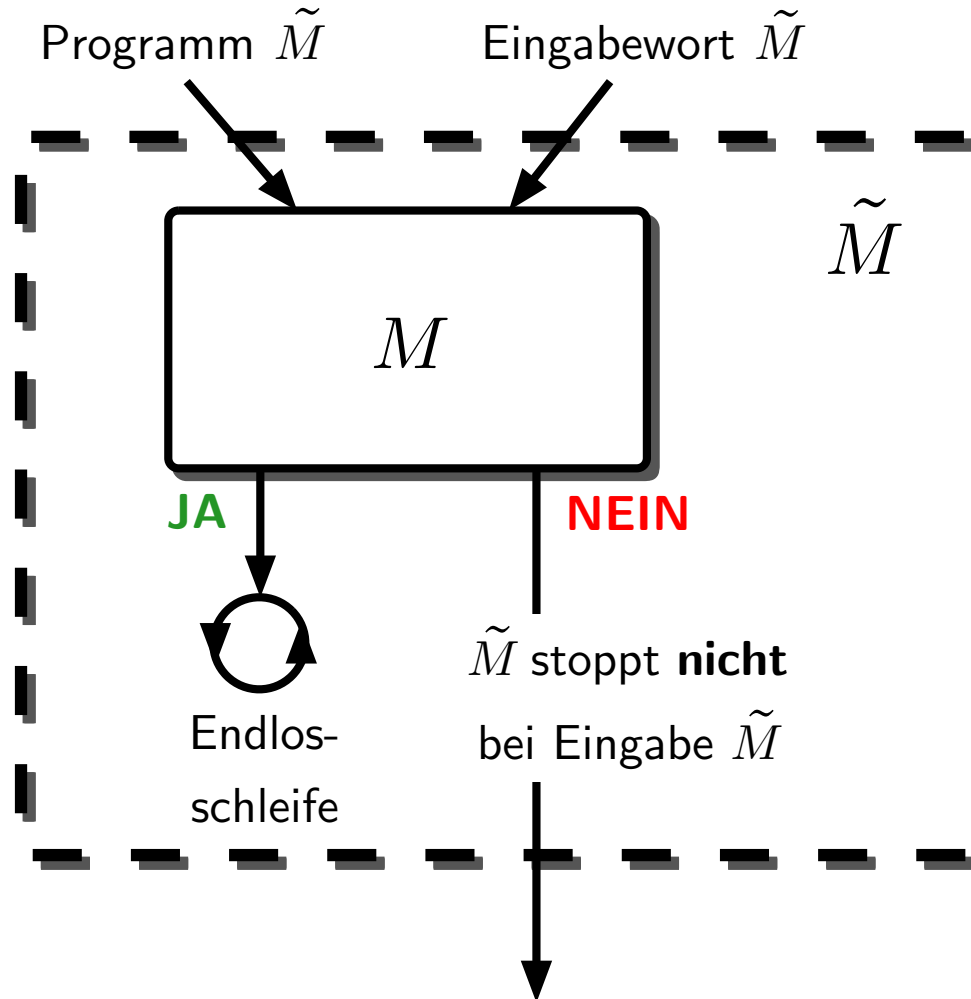 Programm M̃
Eingabewort M̃
M̃
M
JA
NEIN
M̃ stoppt nicht
bei Eingabe M̃
Endlos-
schleife